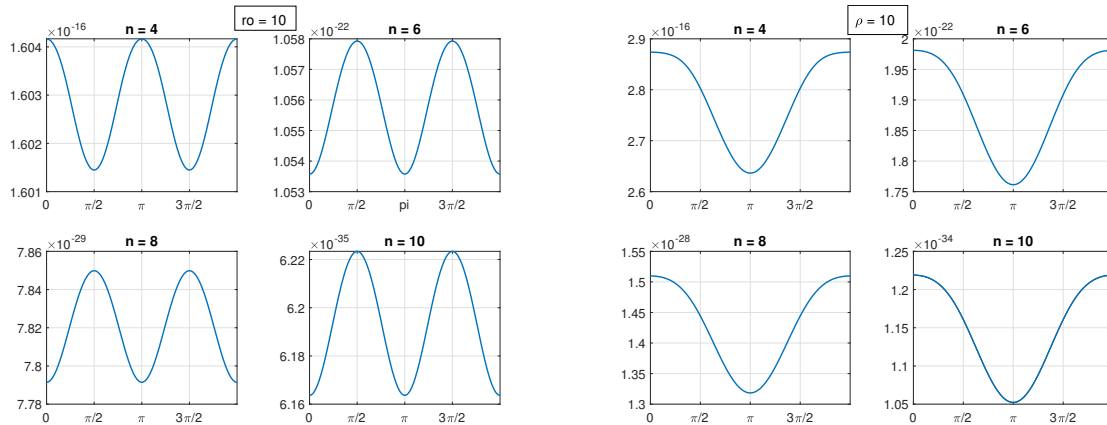 ro = 10
n = 4
×10^-16
1.604
1.603
1.602
1.601
0 π/2 π 3π/2
n = 6
×10^-22
1.058
1.057
1.056
1.055
1.054
1.053
0 π/2 pi 3π/2
n = 8
×10^-29
7.86
7.84
7.82
7.8
7.78
0 π/2 π 3π/2
n = 10
×10^-35
6.22
6.2
6.18
6.16
0 π/2 π 3π/2
ρ = 10
n = 4
×10^-16
2.9
2.8
2.7
2.6
0 π/2 π 3π/2
n = 6
×10^-22
2
1.95
1.9
1.85
1.8
1.75
0 π/2 π 3π/2
n = 8
×10^-28
1.55
1.5
1.45
1.4
1.35
1.3
0 π/2 π 3π/2
n = 10
×10^-34
1.25
1.2
1.15
1.1
1.05
0 π/2 π 3π/2